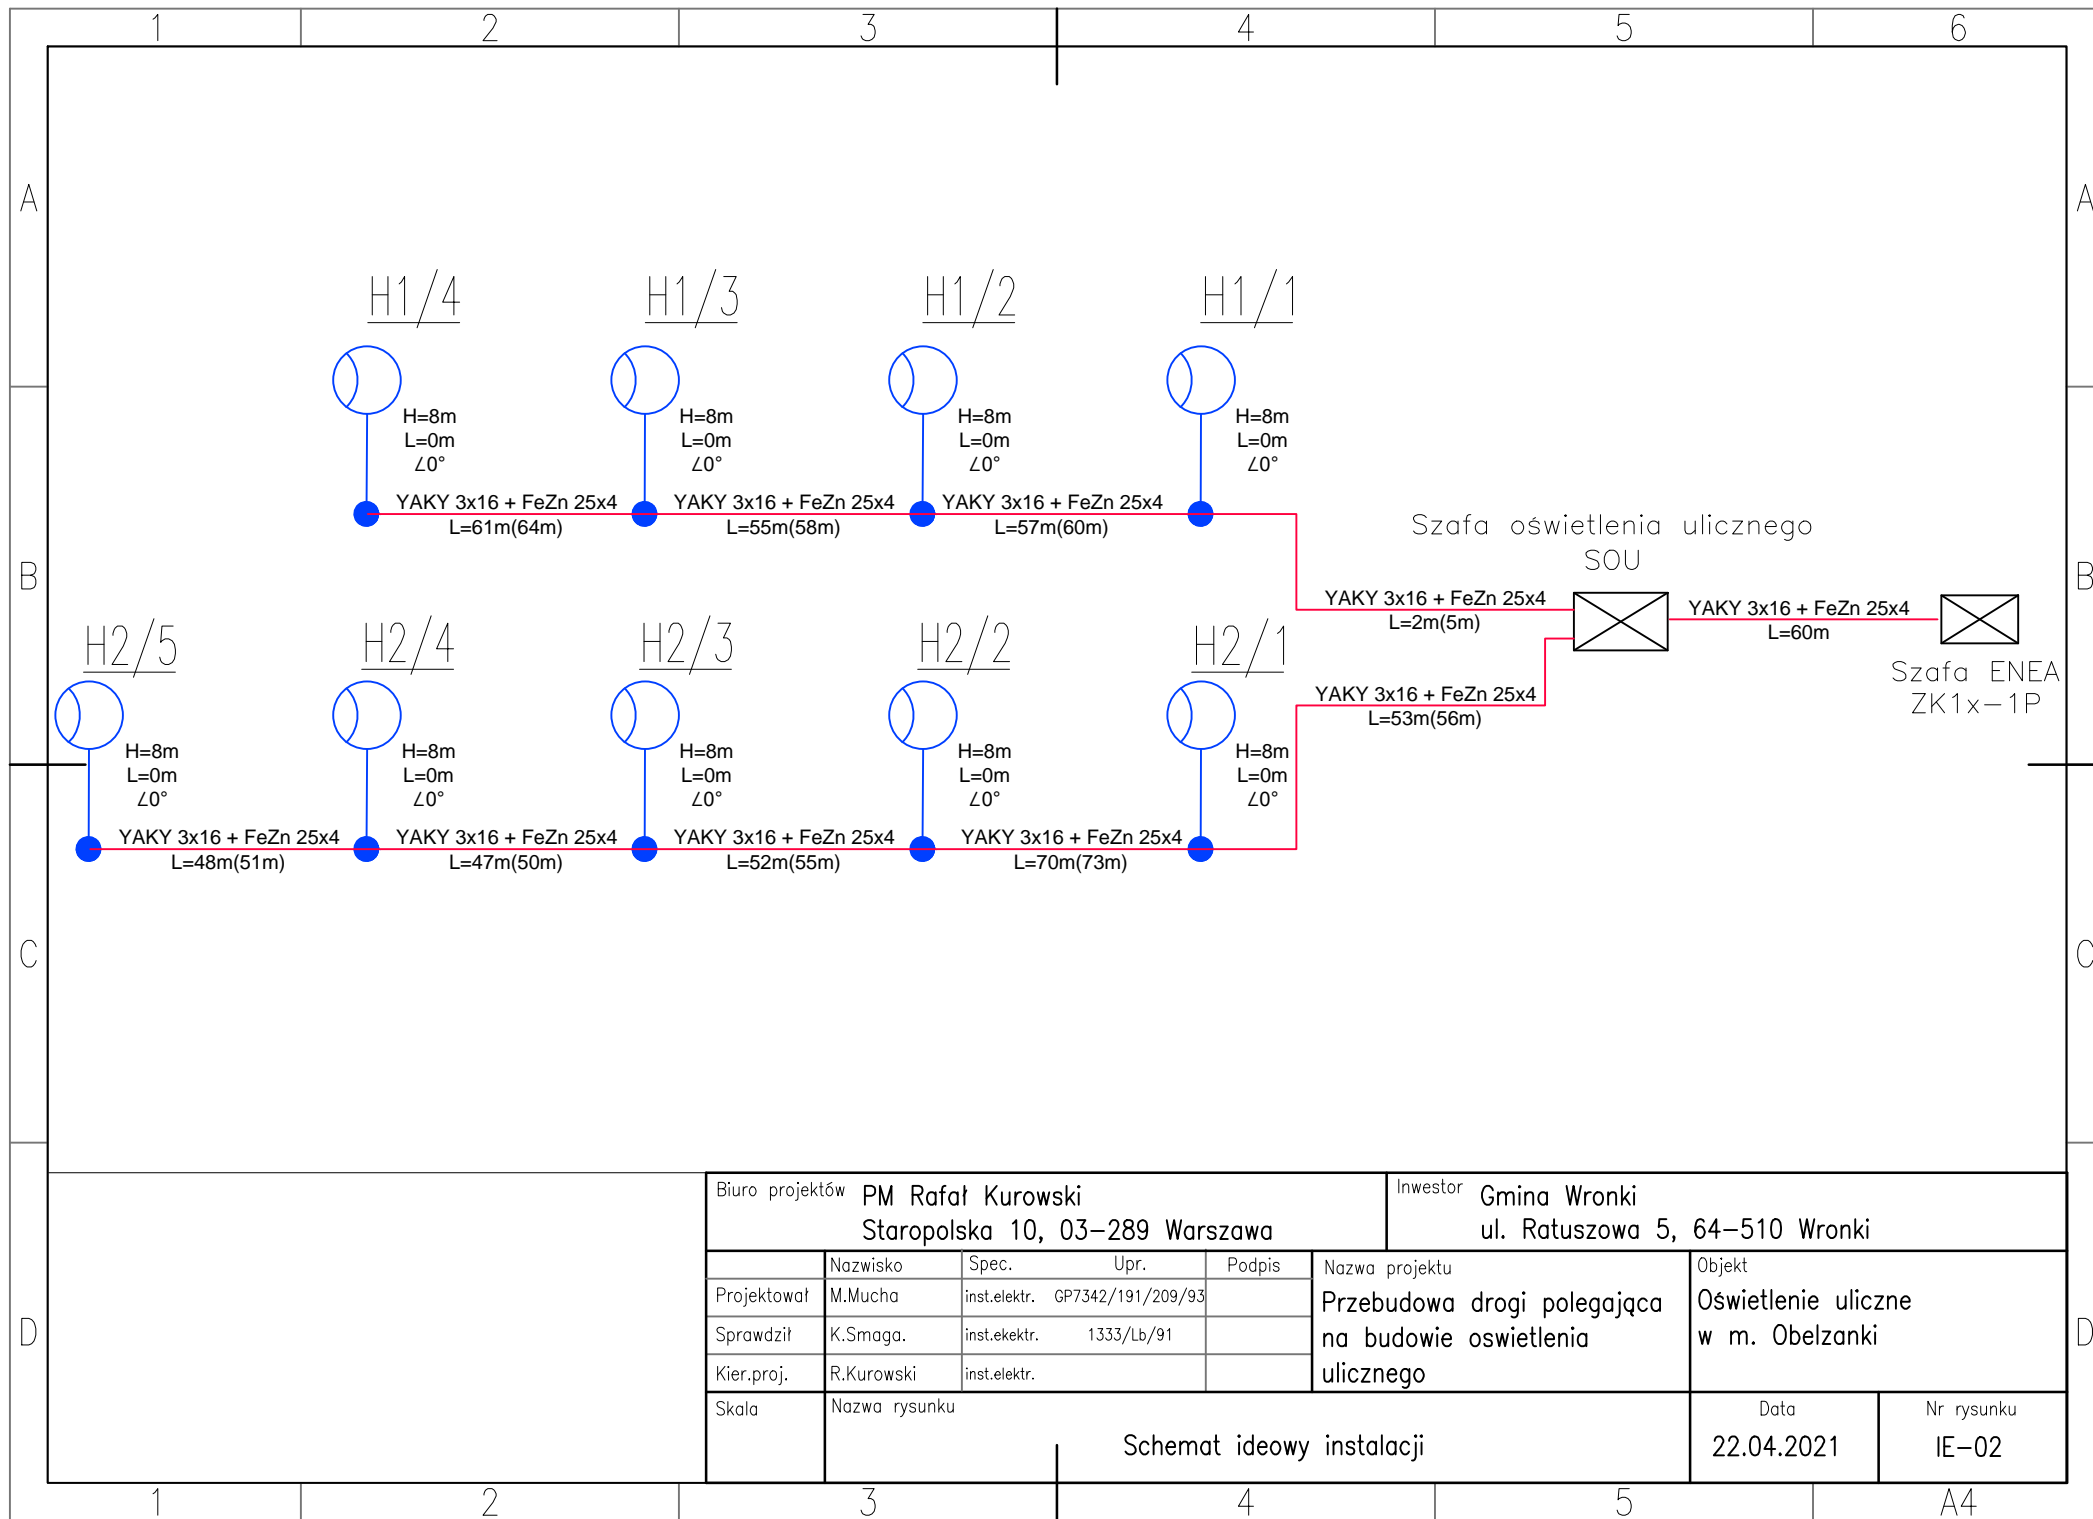 1 2 3 4 5 6
A A
H1/4 H1/3 H1/2 H1/1
H=8m H=8m H=8m H=8m
L=0m L=0m L=0m L=0m
∠0° ∠0° ∠0° ∠0°
YAKY 3x16 + FeZn 25x4 YAKY 3x16 + FeZn 25x4 YAKY 3x16 + FeZn 25x4
L=61m(64m) L=55m(58m) L=57m(60m)
Szafa oświetlenia ulicznego
SOU
B B
YAKY 3x16 + FeZn 25x4 YAKY 3x16 + FeZn 25x4
L=2m(5m) L=60m
H2/5 H2/4 H2/3 H2/2 H2/1
Szafa ENEA
ZK1x-1P
YAKY 3x16 + FeZn 25x4
L=53m(56m)
H=8m H=8m H=8m H=8m H=8m
L=0m L=0m L=0m L=0m L=0m
∠0° ∠0° ∠0° ∠0° ∠0°
YAKY 3x16 + FeZn 25x4 YAKY 3x16 + FeZn 25x4 YAKY 3x16 + FeZn 25x4 YAKY 3x16 + FeZn 25x4
L=48m(51m) L=47m(50m) L=52m(55m) L=70m(73m)
C C
Biuro projektów PM Rafał Kurowski
Staropolska 10, 03-289 Warszawa
Inwestor Gmina Wronki
ul. Ratuszowa 5, 64-510 Wronki
Nazwisko Spec. Upr. Podpis
Projektował M.Mucha inst.elektr. GP7342/191/209/93
Sprawdził K.Smaga. inst.ekektr. 1333/Lb/91
Kier.proj. R.Kurowski inst.elektr.
Nazwa projektu
Przebudowa drogi polegająca
na budowie oswietlenia
ulicznego
Objekt
Oświetlenie uliczne
w m. Obelzanki
D D
Skala
Nazwa rysunku
Schemat ideowy instalacji
Data
22.04.2021
Nr rysunku
IE-02
1 2 3 4 5 A4